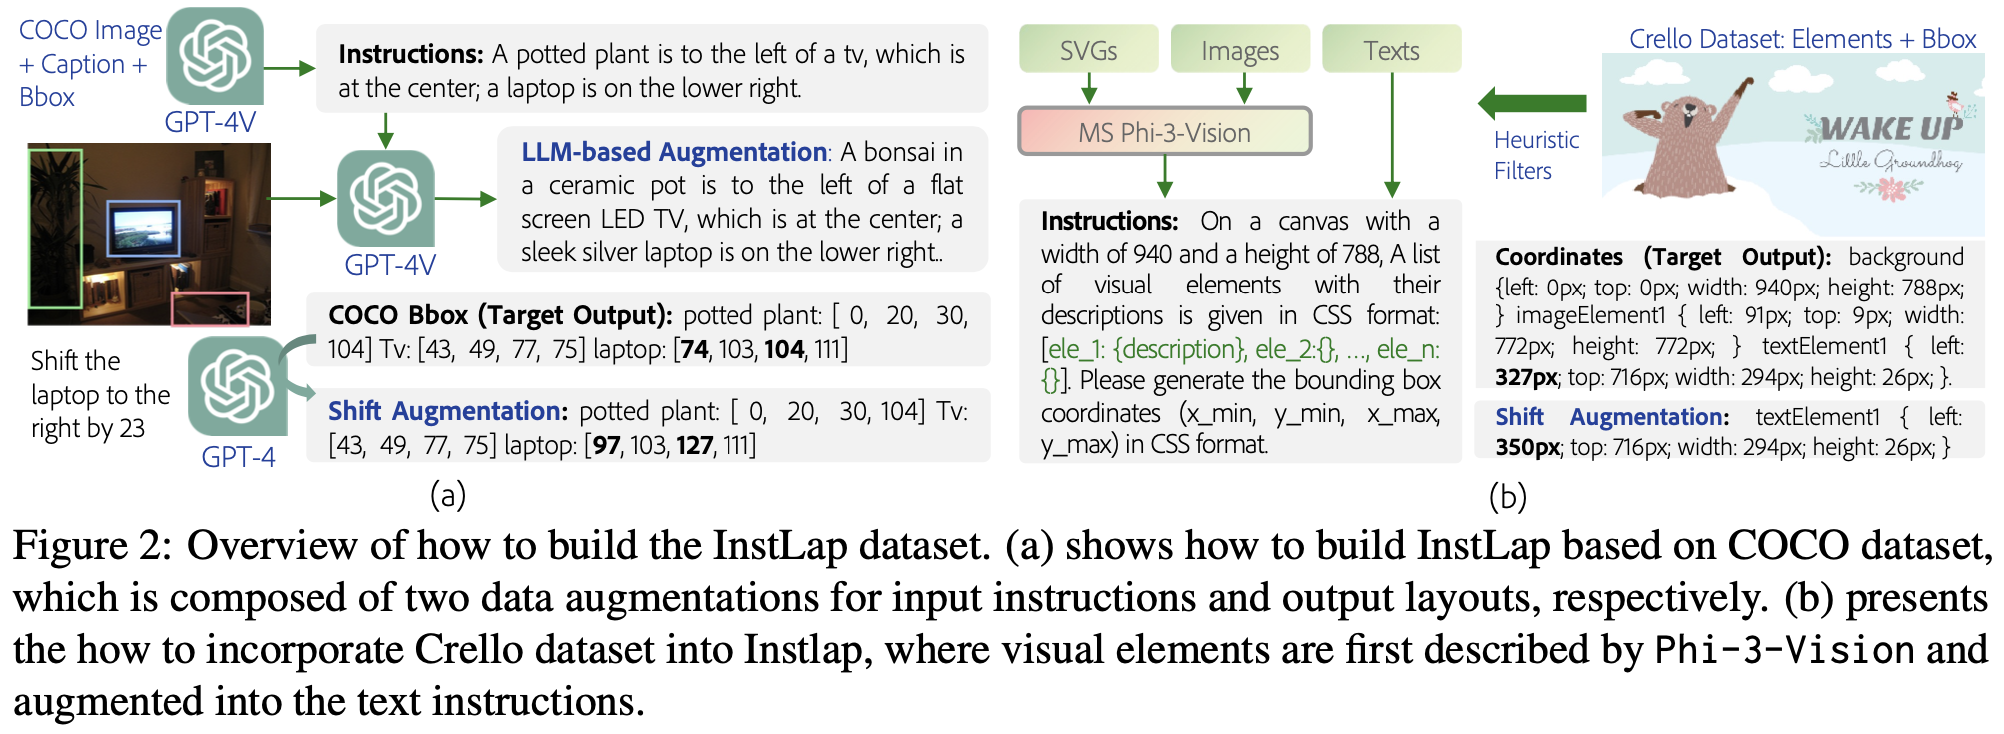 COCO Image
+ Caption +
Bbox
GPT-4V
Instructions: A potted plant is to the left of a tv, which is
at the center; a laptop is on the lower right.
LLM-based Augmentation: A bonsai in
a ceramic pot is to the left of a flat
screen LED TV, which is at the center; a
sleek silver laptop is on the lower right..
GPT-4V
COCO Bbox (Target Output): potted plant: [ 0, 20, 30,
104] Tv: [43, 49, 77, 75] laptop: [74, 103, 104, 111]
Shift the
laptop to the
right by 23
GPT-4
Shift Augmentation: potted plant: [ 0, 20, 30, 104] Tv:
[43, 49, 77, 75] laptop: [97, 103, 127, 111]
(a)
SVGs
Images
Texts
MS Phi-3-Vision
Instructions: On a canvas with a
width of 940 and a height of 788, A list
of visual elements with their
descriptions is given in CSS format:
[ele_1: {description}, ele_2:{}, ..., ele_n:
{}]. Please generate the bounding box
coordinates (x_min, y_min, x_max,
y_max) in CSS format.
Crello Dataset: Elements + Bbox
Heuristic
Filters
WAKE UP
Little Groundhog
Coordinates (Target Output): background
{left: 0px; top: 0px; width: 940px; height: 788px;
} imageElement1 { left: 91px; top: 9px; width:
772px; height: 772px; } textElement1 { left:
327px; top: 716px; width: 294px; height: 26px; }.
Shift Augmentation: textElement1 { left:
350px; top: 716px; width: 294px; height: 26px; }
(b)
Figure 2: Overview of how to build the InstLap dataset. (a) shows how to build InstLap based on COCO dataset,
which is composed of two data augmentations for input instructions and output layouts, respectively. (b) presents
the how to incorporate Crello dataset into Instlap, where visual elements are first described by Phi-3-Vision and
augmented into the text instructions.